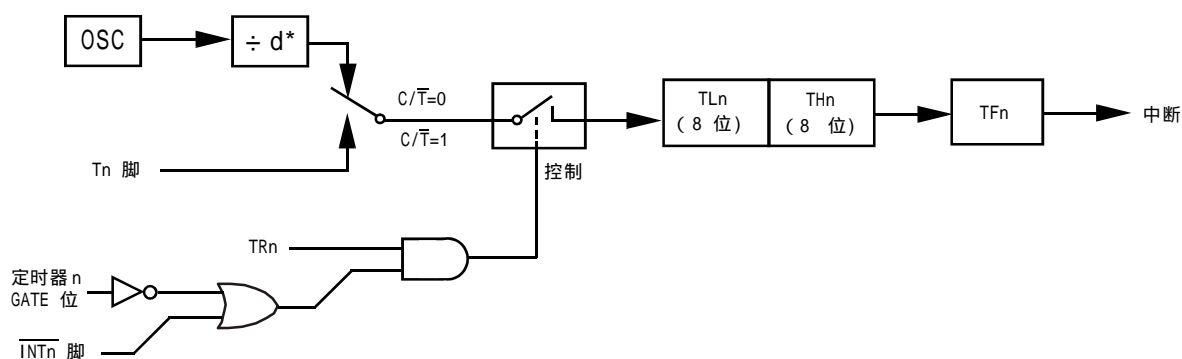 OSC
÷ d*
C/T̅=0
C/T̅=1
Tn 脚
控制
TLn
(8 位)
THn
(8 位)
TFn
中断
TRn
定时器 n
GATE 位
I̅N̅T̅n̅ 脚